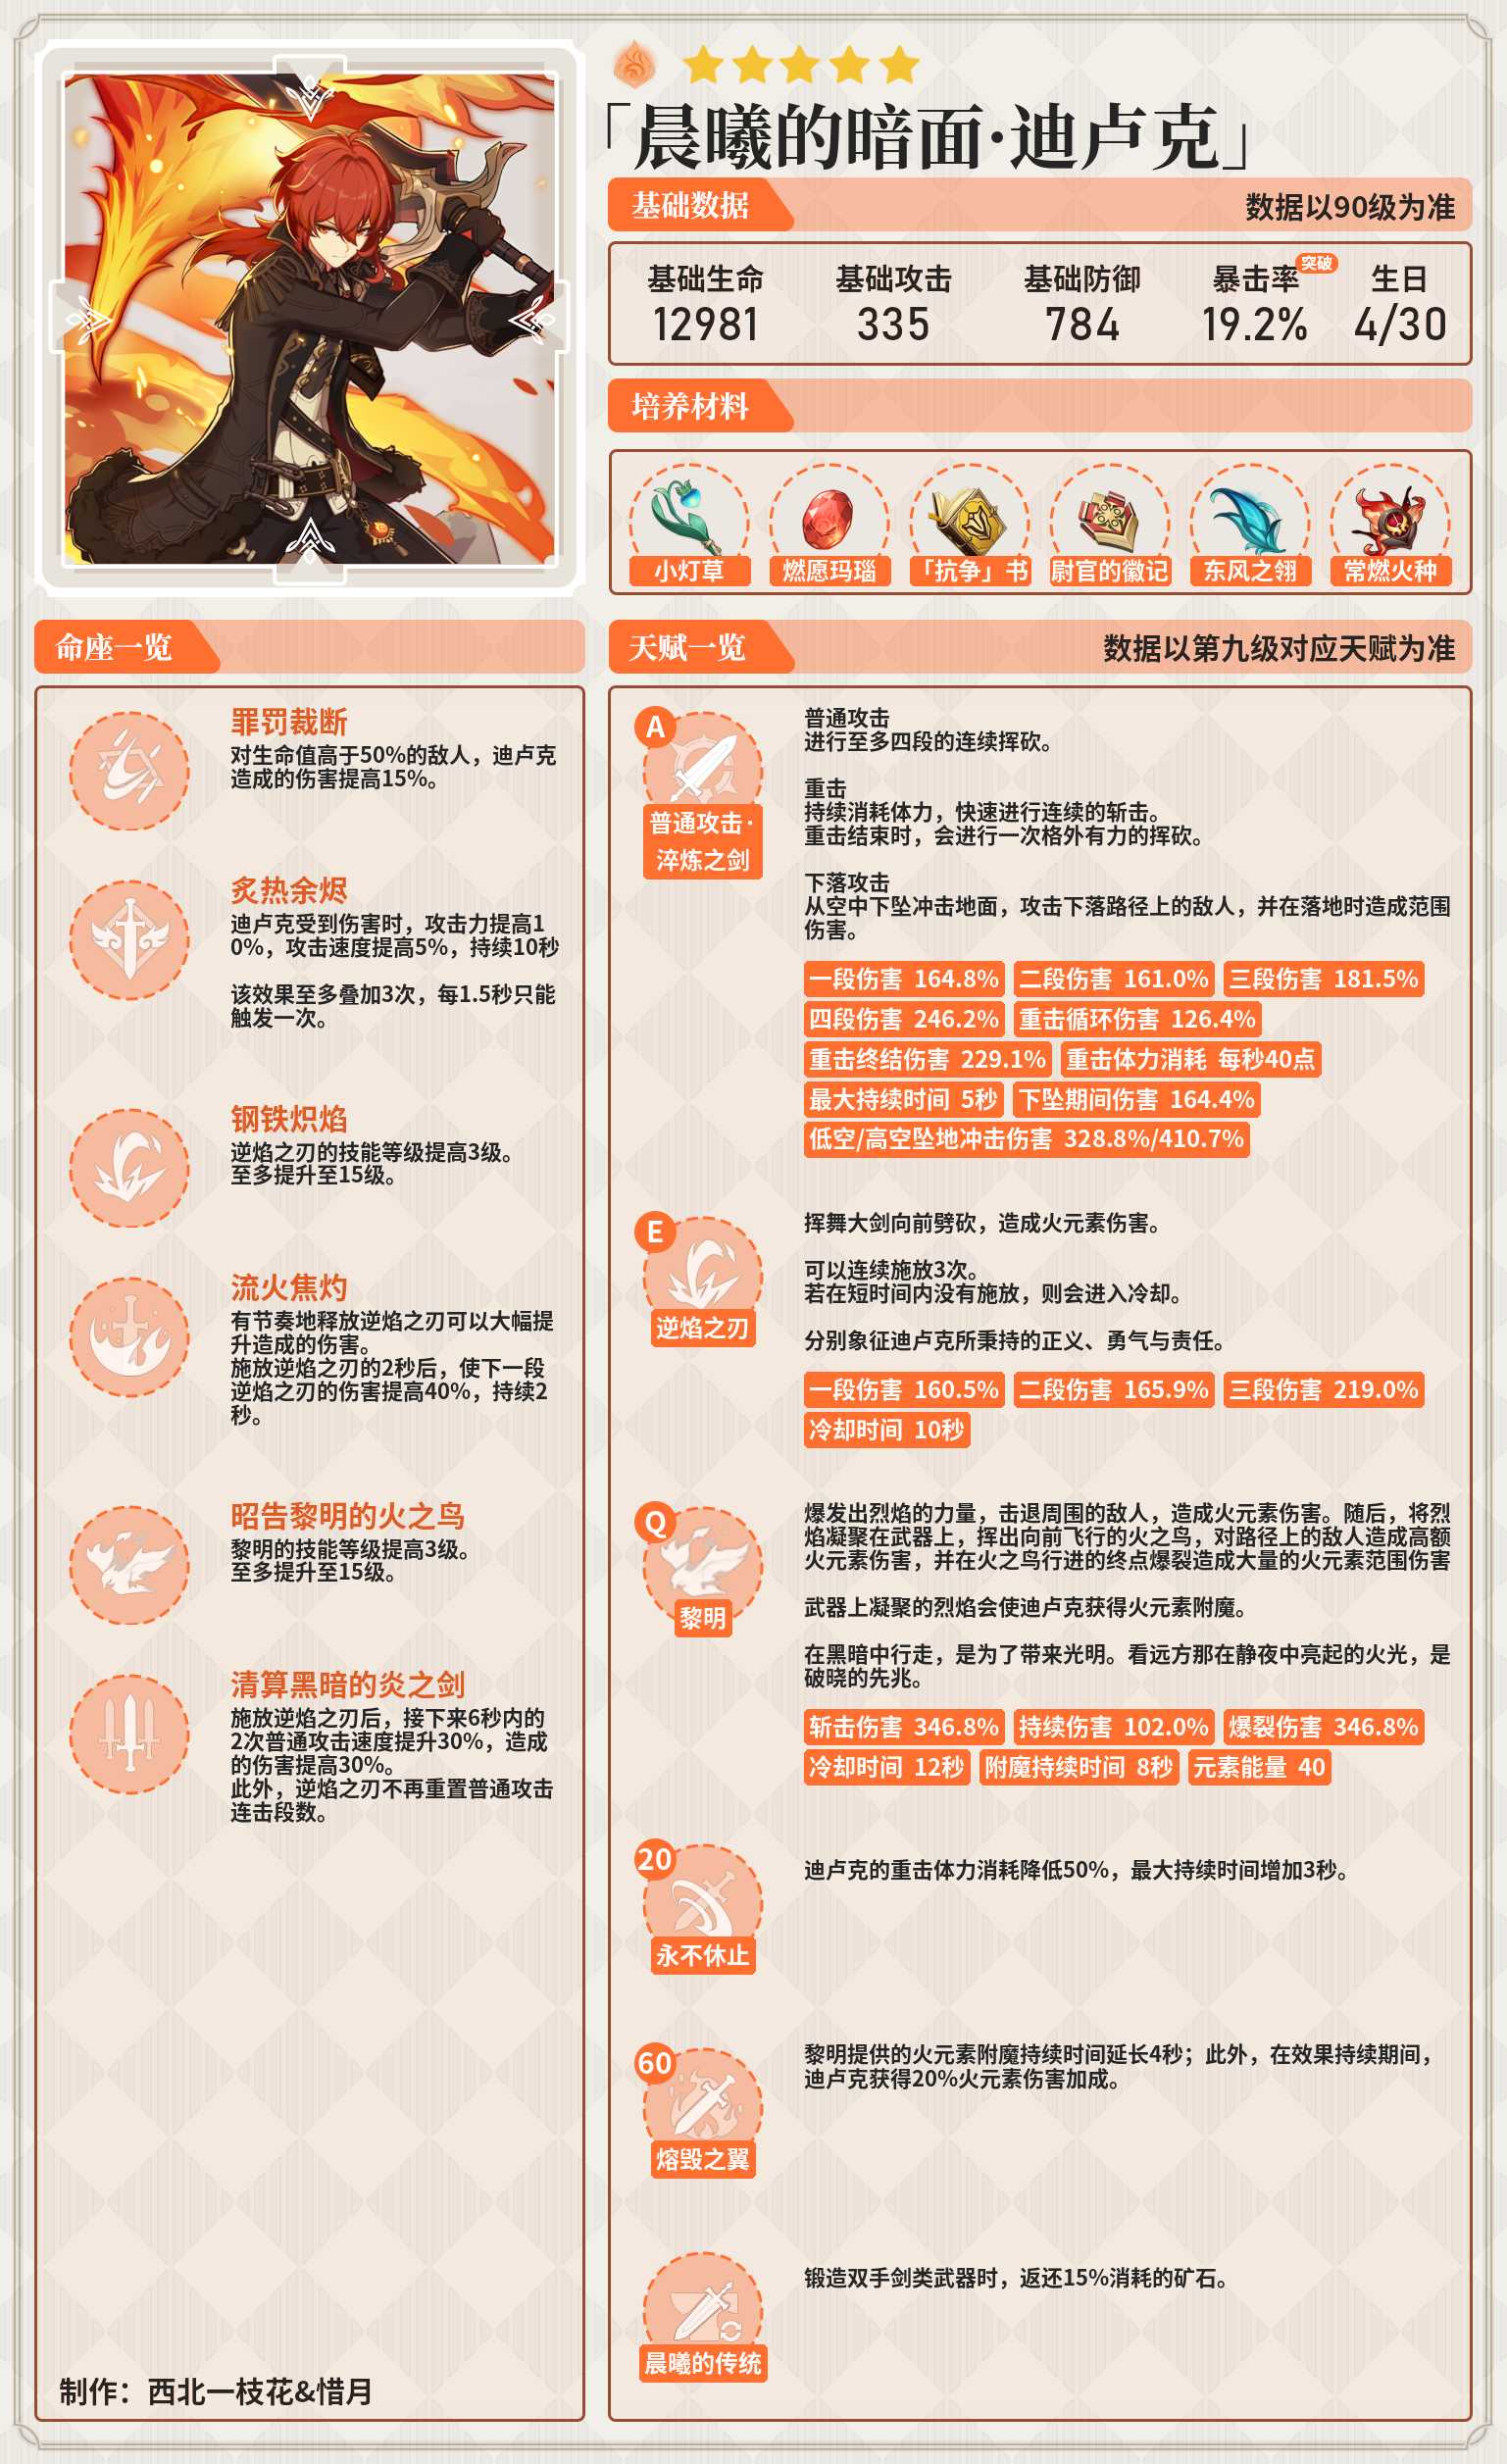 「晨曦的暗面·迪卢克」
基础数据
数据以90级为准
基础生命
12981
基础攻击
335
基础防御
784
暴击率
突破
19.2%
生日
4/30
培养材料
小灯草
燃愿玛瑙
「抗争」书
尉官的徽记
东风之翎
常燃火种
命座一览
罪罚裁断
对生命值高于50%的敌人，迪卢克
造成的伤害提高15%。
炙热余烬
迪卢克受到伤害时，攻击力提高1
0%，攻击速度提高5%，持续10秒
该效果至多叠加3次，每1.5秒只能
触发一次。
钢铁炽焰
逆焰之刃的技能等级提高3级。
至多提升至15级。
流火焦灼
有节奏地释放逆焰之刃可以大幅提
升造成的伤害。
施放逆焰之刃的2秒后，使下一段
逆焰之刃的伤害提高40%，持续2
秒。
昭告黎明的火之鸟
黎明的技能等级提高3级。
至多提升至15级。
清算黑暗的炎之剑
施放逆焰之刃后，接下来6秒内的
2次普通攻击速度提升30%，造成
的伤害提高30%。
此外，逆焰之刃不再重置普通攻击
连击段数。
制作：西北一枝花&惜月
天赋一览
数据以第九级对应天赋为准
A
普通攻击·
淬炼之剑
普通攻击
进行至多四段的连续挥砍。
重击
持续消耗体力，快速进行连续的斩击。
重击结束时，会进行一次格外有力的挥砍。
下落攻击
从空中下坠冲击地面，攻击下落路径上的敌人，并在落地时造成范围
伤害。
一段伤害 164.8% 二段伤害 161.0% 三段伤害 181.5%
四段伤害 246.2% 重击循环伤害 126.4%
重击终结伤害 229.1% 重击体力消耗 每秒40点
最大持续时间 5秒 下坠期间伤害 164.4%
低空/高空坠地冲击伤害 328.8%/410.7%
E
逆焰之刃
挥舞大剑向前劈砍，造成火元素伤害。
可以连续施放3次。
若在短时间内没有施放，则会进入冷却。
分别象征迪卢克所秉持的正义、勇气与责任。
一段伤害 160.5% 二段伤害 165.9% 三段伤害 219.0%
冷却时间 10秒
Q
黎明
爆发出烈焰的力量，击退周围的敌人，造成火元素伤害。随后，将烈
焰凝聚在武器上，挥出向前飞行的火之鸟，对路径上的敌人造成高额
火元素伤害，并在火之鸟行进的终点爆裂造成大量的火元素范围伤害
武器上凝聚的烈焰会使迪卢克获得火元素附魔。
在黑暗中行走，是为了带来光明。看远方那在静夜中亮起的火光，是
破晓的先兆。
斩击伤害 346.8% 持续伤害 102.0% 爆裂伤害 346.8%
冷却时间 12秒 附魔持续时间 8秒 元素能量 40
20
永不休止
迪卢克的重击体力消耗降低50%，最大持续时间增加3秒。
60
熔毁之翼
黎明提供的火元素附魔持续时间延长4秒；此外，在效果持续期间，
迪卢克获得20%火元素伤害加成。
晨曦的传统
锻造双手剑类武器时，返还15%消耗的矿石。